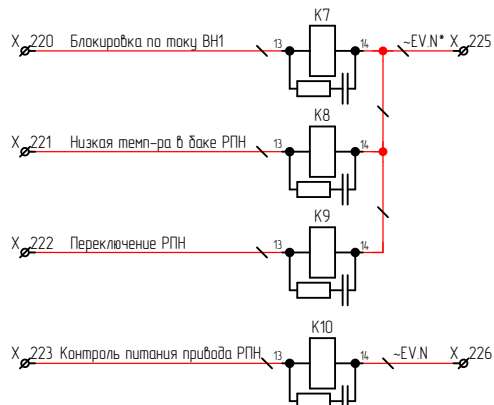 K7
X 220 Блокировка по току ВН1 13 14 ~EV.N* X 225
K8
X 221 Низкая темп-ра в баке РПН 13 14
K9
X 222 Переключение РПН 13 14
K10
X 223 Контроль питания привода РПН 13 14 ~EV.N X 226